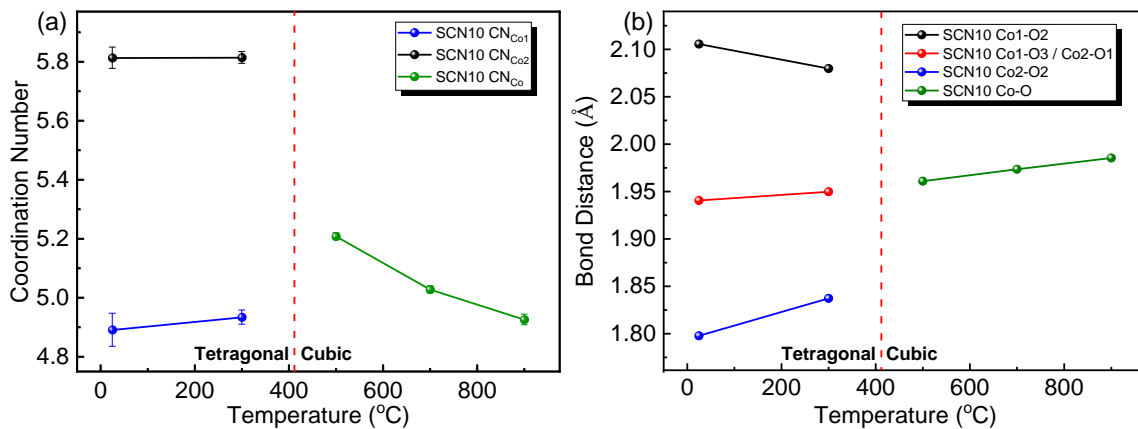 (a)
SCN10 CNCo1
SCN10 CNCo2
SCN10 CNCo
5.8
5.6
5.4
5.2
5.0
4.8
Coordination Number
Tetragonal Cubic
0 200 400 600 800
Temperature (°C)
(b)
SCN10 Co1-O2
SCN10 Co1-O3 / Co2-O1
SCN10 Co2-O2
SCN10 Co-O
2.10
2.05
2.00
1.95
1.90
1.85
1.80
Bond Distance (Å)
Tetragonal Cubic
0 200 400 600 800
Temperature (°C)